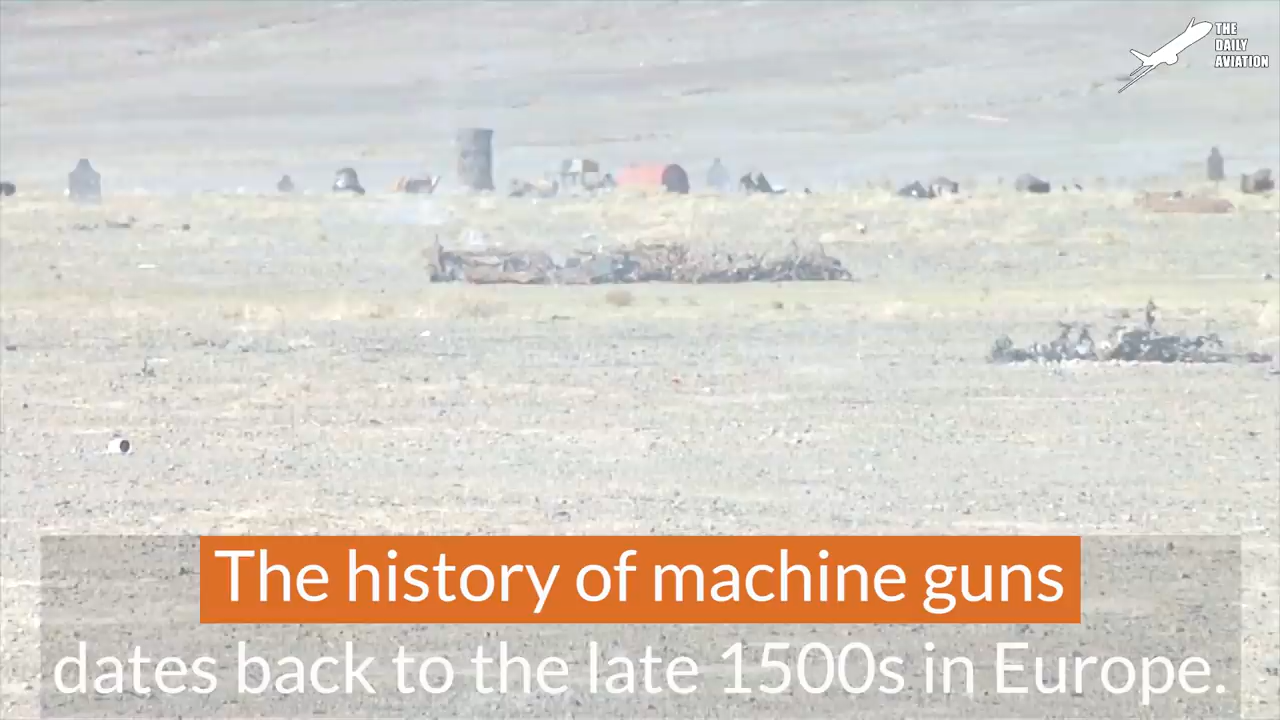 THE
DAILY
AVIATION
The history of machine guns
dates back to the late 1500s in Europe.